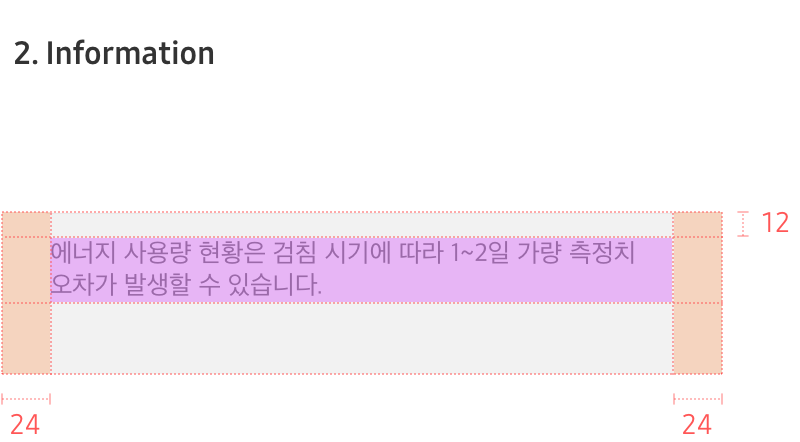 2. Information
12
에너지 사용량 현황은 검침 시기에 따라 1~2일 가량 측정치
오차가 발생할 수 있습니다.
24
24